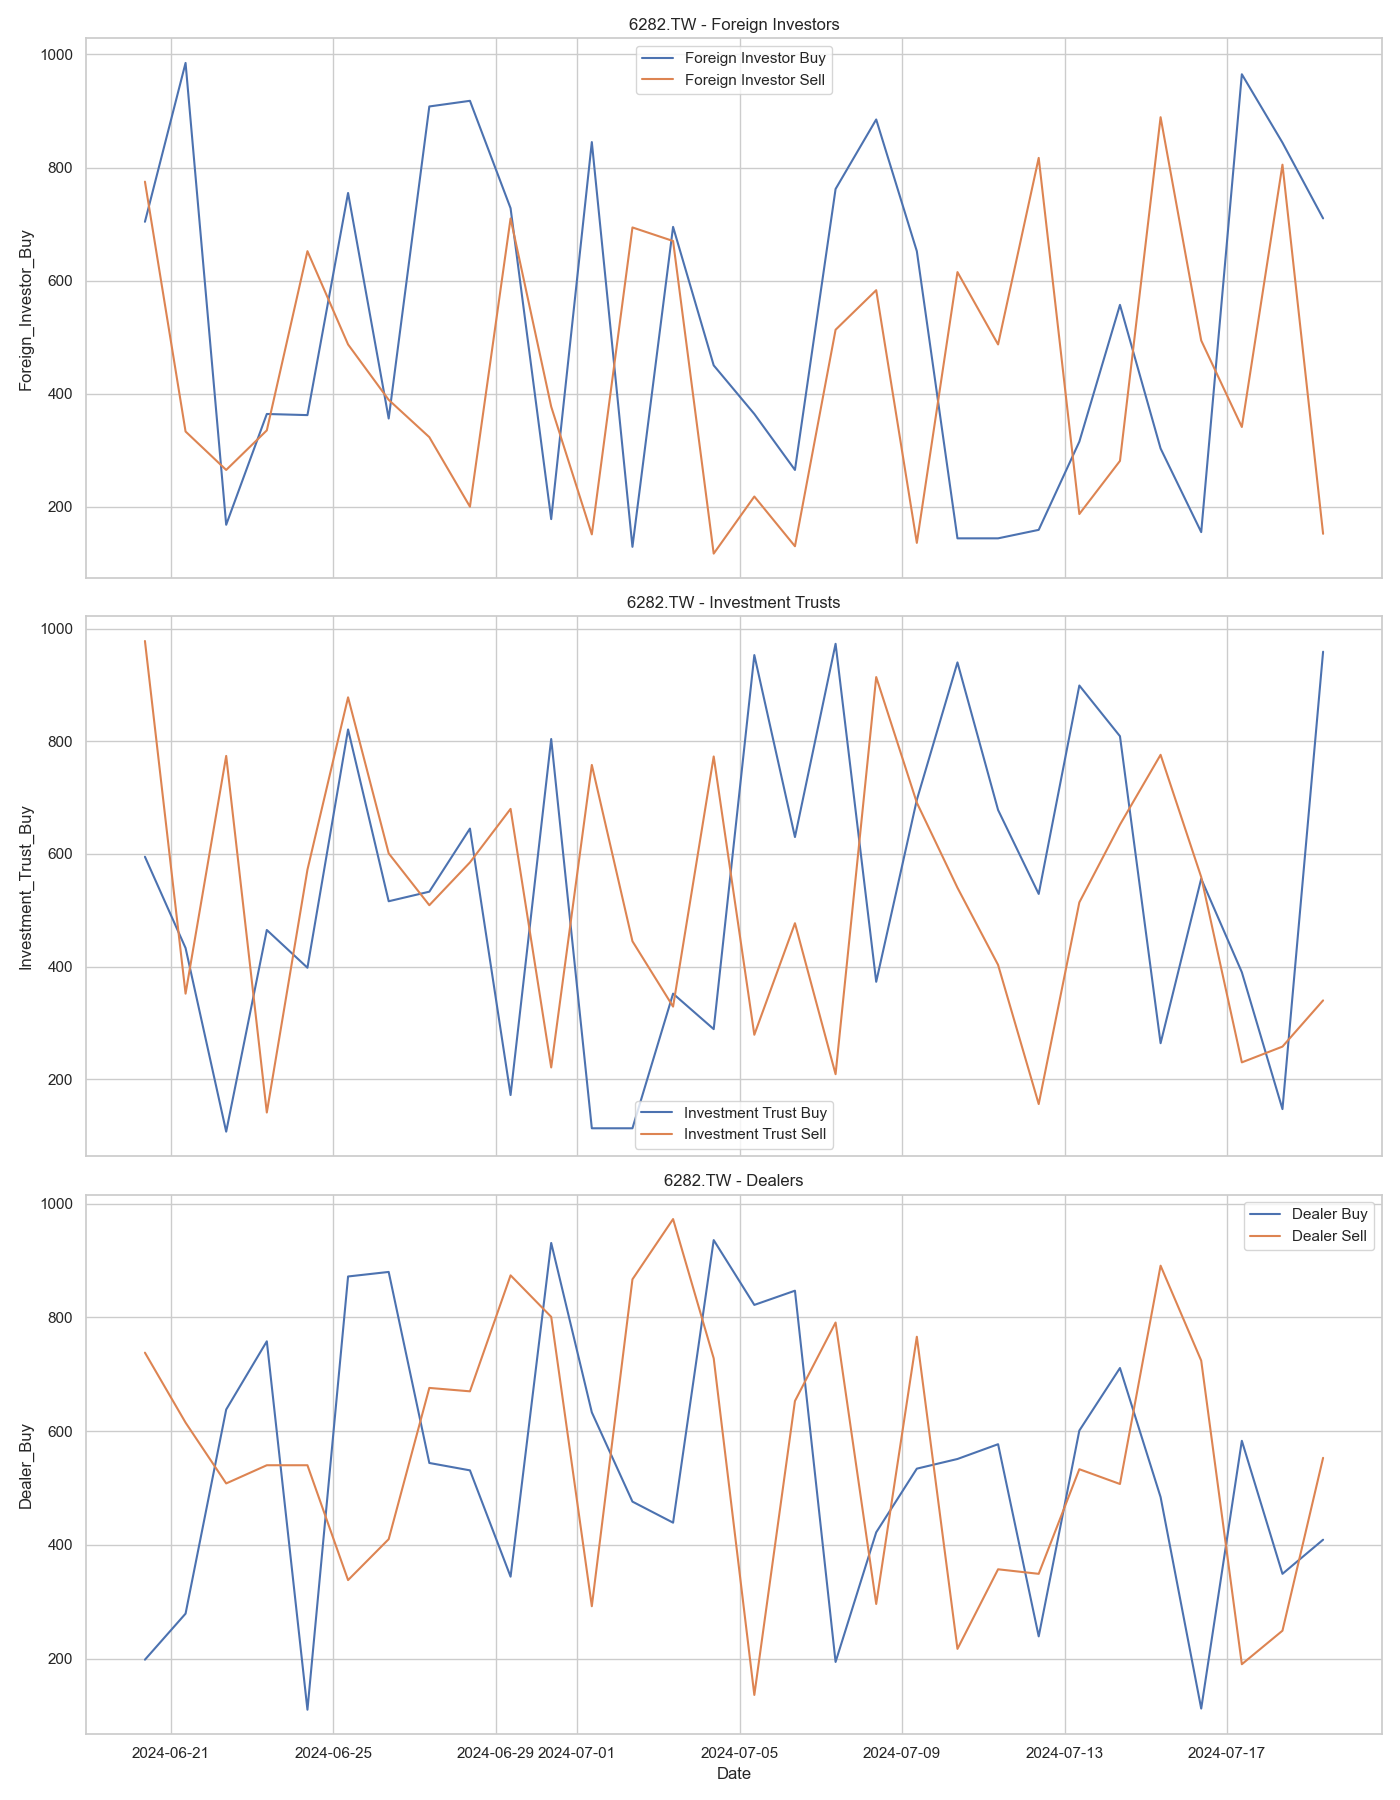 6282.TW - Foreign Investors
Foreign Investor Buy
Foreign Investor Sell
Foreign_Investor_Buy
1000
800
600
400
200
6282.TW - Investment Trusts
Investment_Trust_Buy
1000
800
600
400
200
Investment Trust Buy
Investment Trust Sell
6282.TW - Dealers
Dealer Buy
Dealer Sell
Dealer_Buy
1000
800
600
400
200
2024-06-21 2024-06-25 2024-06-29 2024-07-01 2024-07-05 2024-07-09 2024-07-13 2024-07-17
Date